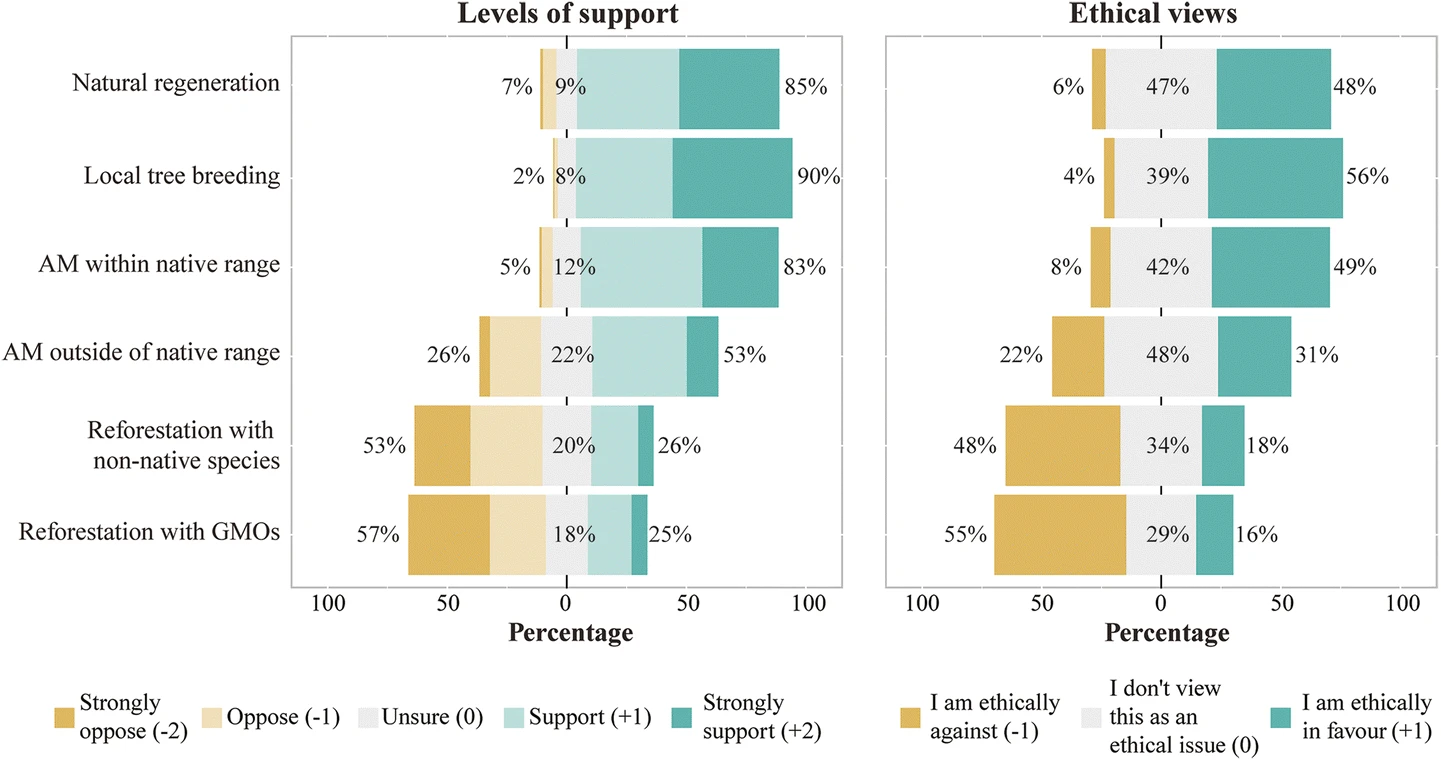 Levels of support
Ethical views
Natural regeneration
7% 9% 85%
6% 47% 48%
Local tree breeding
2% 8% 90%
4% 39% 56%
AM within native range
5% 12% 83%
8% 42% 49%
AM outside of native range
26% 22% 53%
22% 48% 31%
Reforestation with
non-native species
53% 20% 26%
48% 34% 18%
Reforestation with GMOs
57% 18% 25%
55% 29% 16%
100 50 0 50 100
Percentage
100 50 0 50 100
Percentage
Strongly
oppose (-2)
Oppose (-1)
Unsure (0)
Support (+1)
Strongly
support (+2)
I am ethically
against (-1)
I don't view
this as an
ethical issue (0)
I am ethically
in favour (+1)